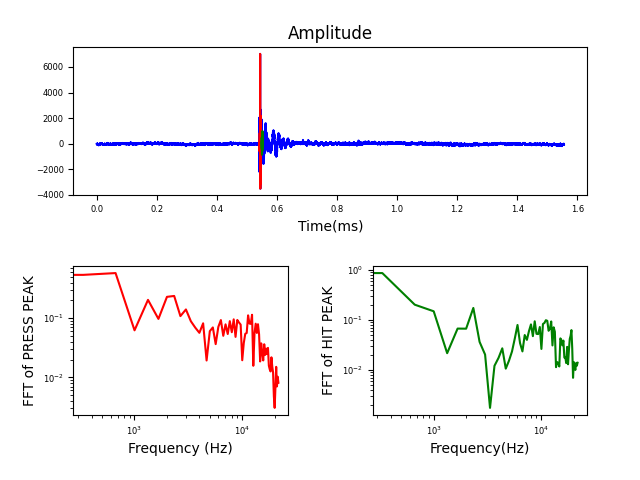 Amplitude
6000
4000
2000
0
−2000
−4000
0.0 0.2 0.4 0.6 0.8 1.0 1.2 1.4 1.6
Time(ms)
FFT of PRESS PEAK
10⁻¹
10⁻²
10³ 10⁴
Frequency (Hz)
FFT of HIT PEAK
10⁰
10⁻¹
10⁻²
10³ 10⁴
Frequency(Hz)